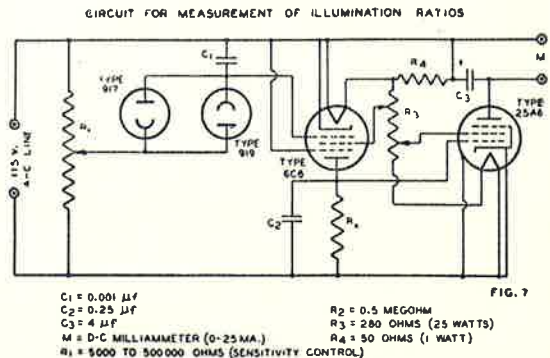 CIRCUIT FOR MEASUREMENT OF ILLUMINATION RATIOS
C1
R4
M
TYPE
917
C3
TYPE
25A6
R1
R3
TYPE
919
TYPE
6C6
115 V.
A-C LINE
C2
R2
FIG. 7
C1 = 0.001 µf
C2 = 0.25 µf
C3 = 4 µf
M = D-C MILLIAMMETER (0-25 MA.)
R1 = 5000 TO 500000 OHMS (SENSITIVITY CONTROL)
R2 = 0.5 MEGOHM
R3 = 280 OHMS (25 WATTS)
R4 = 50 OHMS (1 WATT)